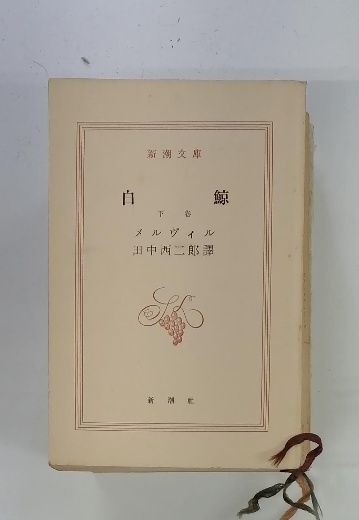 新潮文庫
白鯨
下巻
メルヴィル
田中西二郎譯
新潮社